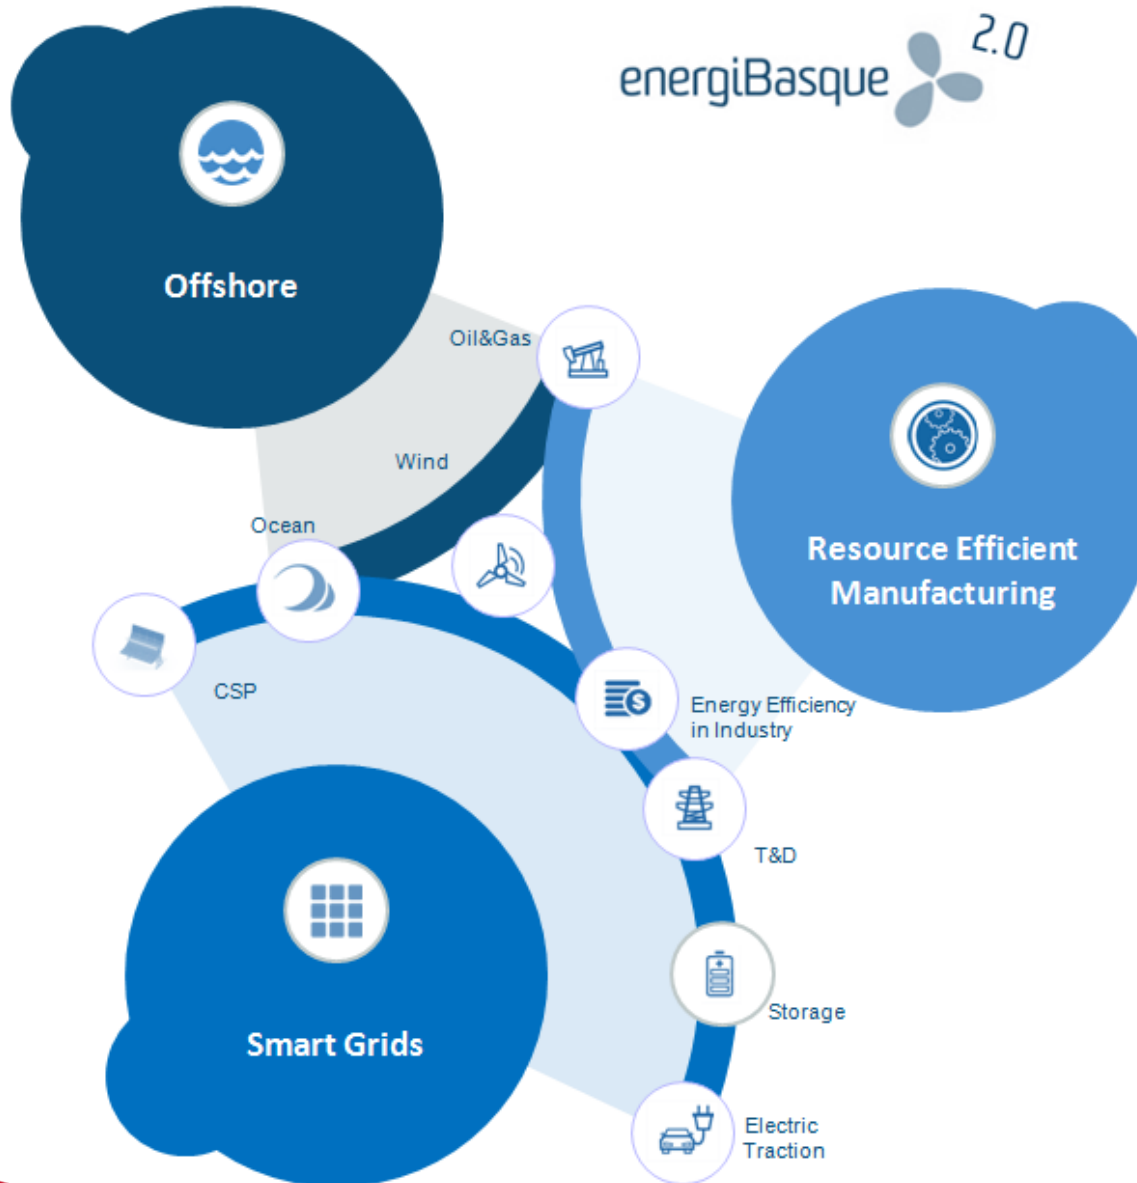 2.0
energiBasque
Offshore
Oil&Gas
Wind
Ocean
Resource Efficient
Manufacturing
CSP
$
Energy Efficiency
in Industry
T&D
Storage
Smart Grids
Electric
Traction